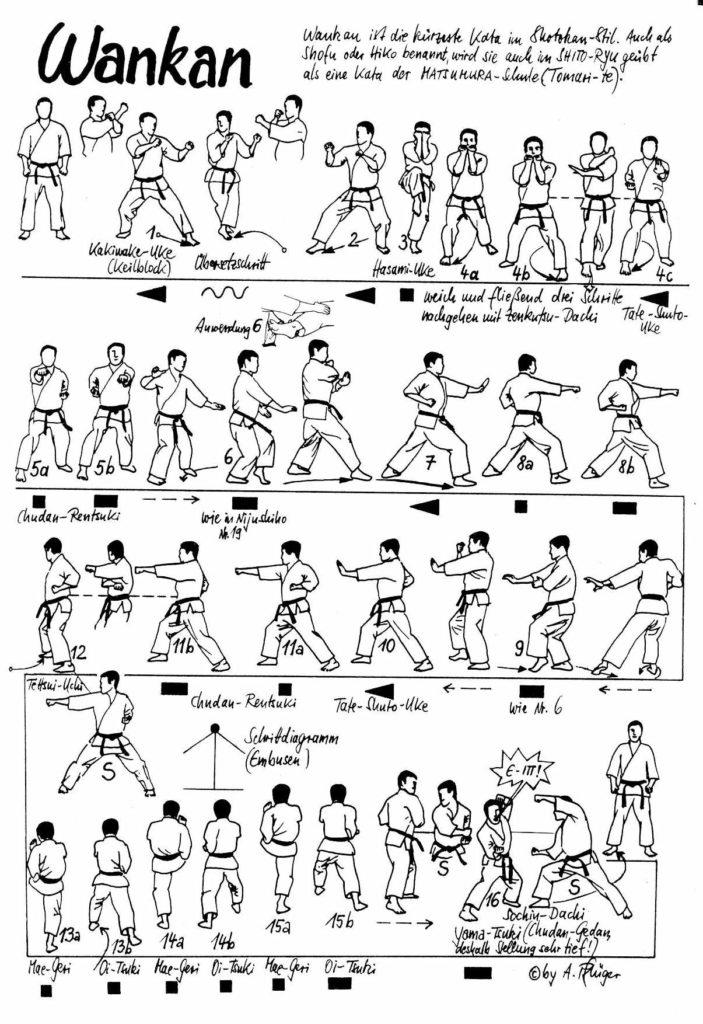 Wankan
Wankan ist die kürzeste Kata im Shotokan-Stil. Auch als
Shofu oder Hiko benannt, wird sie auch im SHITO-RYU geübt
als eine Kata der MATSUMURA-Schule (Tomari-te).
1
2
3
4a
4b
4c
Kakiwake-Uke
(Keilblock)
Übersetzschritt
Hasami-Uke
weich und fließend drei Schritte
nachgehen mit Zenkutsu-Dachi
Tate-Shuto-
Uke
Anwendung 6
5a
5b
6
7
8a
8b
Chudan-Rentsuki
wie in Nijushiho
Nr. 19
12
11b
11a
10
9
Tettsui-Uchi
Chudan-Rentsuki
Tate-Shuto-Uke
wie Nr. 6
S
Schrittdiagramm
(Embusen)
E-ITT!
S
16
S
13a
13b
14a
14b
15a
15b
Sochin-Dachi
Yama-Tsuki (Chudan-Gedan,
deshalb Stellung sehr tief!)
Mae-Geri
Oi-Tsuki
Mae-Geri
Oi-Tsuki
Mae-Geri
Oi-Tsuki
© by A. Pflüger